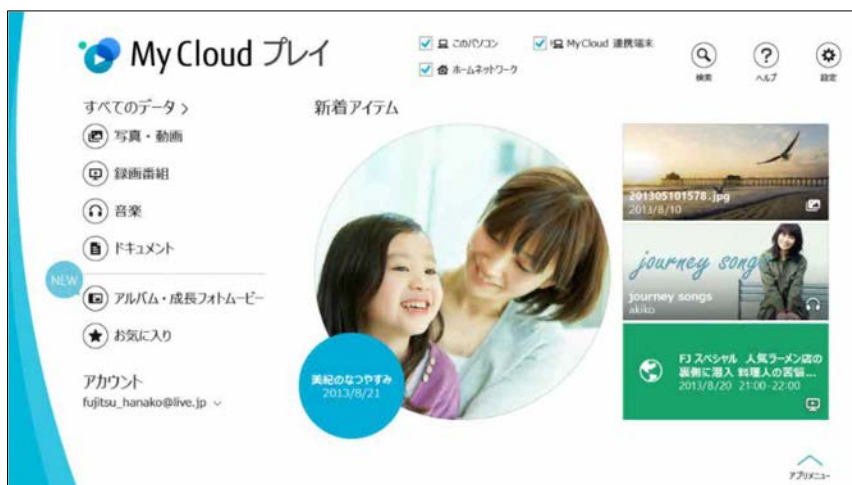 My Cloud プレイ
このパソコン
My Cloud 連携端末
ホームネットワーク
検索
ヘルプ
設定
すべてのデータ >
写真・動画
録画番組
音楽
ドキュメント
NEW
アルバム・成長フォトムービー
お気に入り
アカウント
fujitsu_hanako@live.jp
新着アイテム
美紀のなつやすみ
2013/8/21
201305101578.jpg
2013/8/10
journey songs
journey songs
akiko
FJ スペシャル 人気ラーメン店の
裏側に潜入 料理人の苦悩...
2013/8/20 21:00-22:00
アプリメニュー